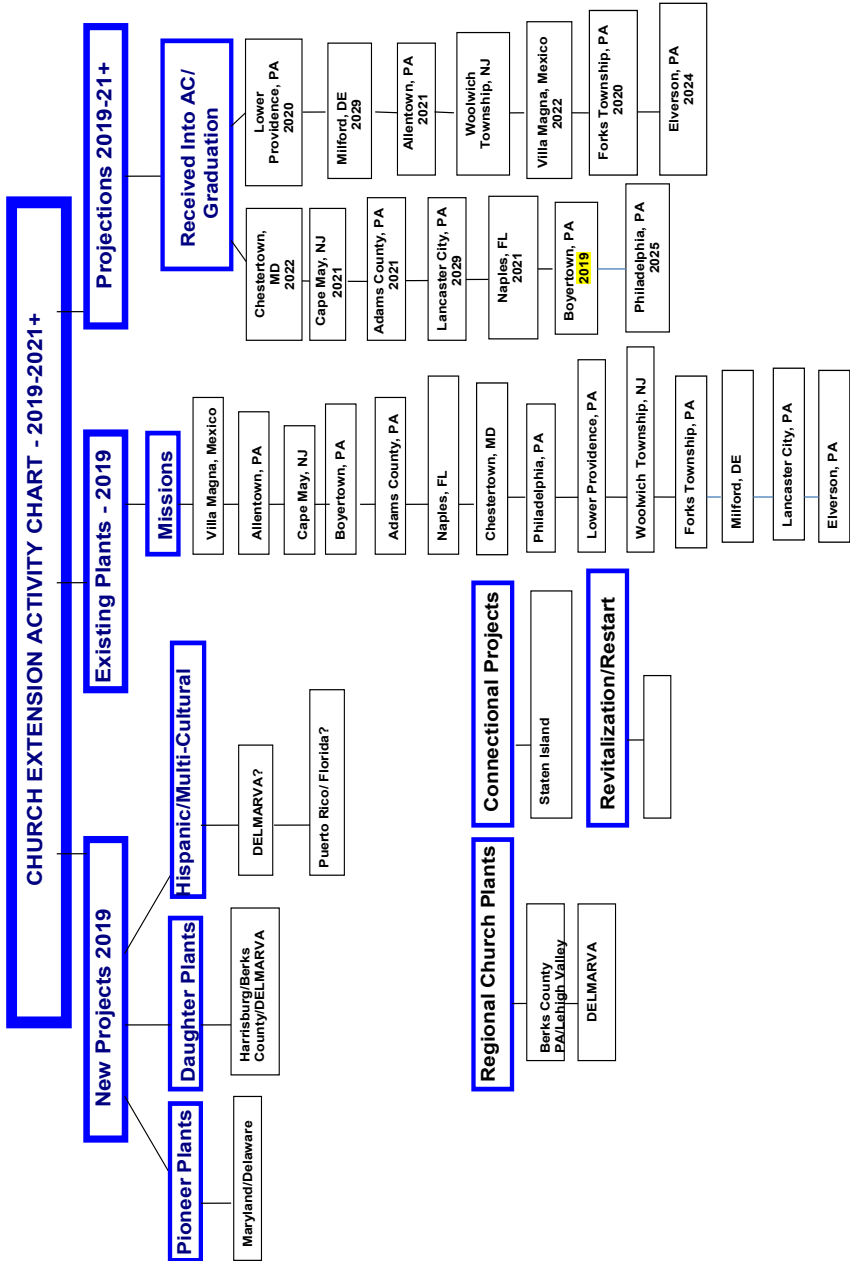 CHURCH EXTENSION ACTIVITY CHART - 2019-2021+
New Projects 2019
Pioneer Plants
Maryland/Delaware
Daughter Plants
Harrisburg/Berks
County/DELMARVA
Hispanic/Multi-Cultural
DELMARVA?
Puerto Rico/ Florida?
Regional Church Plants
Berks County
PA/Lehigh Valley
DELMARVA
Connectional Projects
Staten Island
Revitalization/Restart
Existing Plants - 2019
Missions
Villa Magna, Mexico
Allentown, PA
Cape May, NJ
Boyertown, PA
Adams County, PA
Naples, FL
Chestertown, MD
Philadelphia, PA
Lower Providence, PA
Woolwich Township, NJ
Forks Township, PA
Milford, DE
Lancaster City, PA
Elverson, PA
Projections 2019-21+
Received Into AC/
Graduation
Chestertown,
MD
2022
Cape May, NJ
2021
Adams County, PA
2021
Lancaster City, PA
2029
Naples, FL
2021
Boyertown, PA
2019
Philadelphia, PA
2025
Lower
Providence, PA
2020
Milford, DE
2029
Allentown, PA
2021
Woolwich
Township, NJ
Villa Magna, Mexico
2022
Forks Township, PA
2020
Elverson, PA
2024